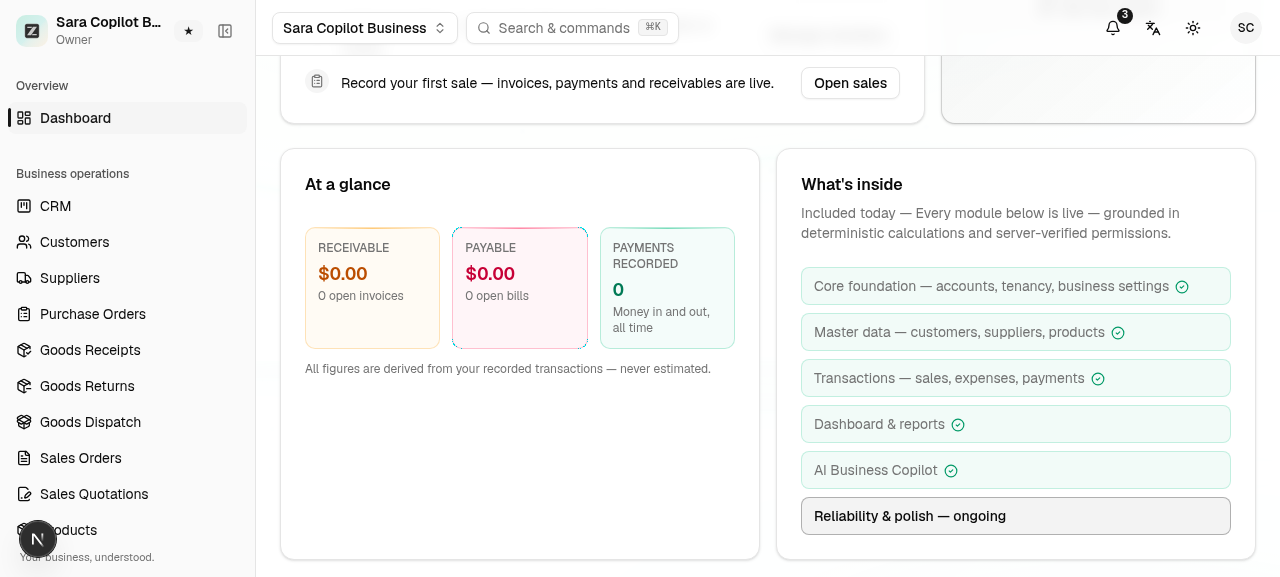 Sara Copilot B...
Owner
Overview
Dashboard
Business operations
CRM
Customers
Suppliers
Purchase Orders
Goods Receipts
Goods Returns
Goods Dispatch
Sales Orders
Sales Quotations
oducts
N
Your business, understood.
Sara Copilot Business
Search & commands
⌘K
3
SC
Record your first sale — invoices, payments and receivables are live.
Open sales
At a glance
RECEIVABLE
$0.00
0 open invoices
PAYABLE
$0.00
0 open bills
PAYMENTS
RECORDED
0
Money in and out,
all time
All figures are derived from your recorded transactions — never estimated.
What's inside
Included today — Every module below is live — grounded in
deterministic calculations and server-verified permissions.
Core foundation — accounts, tenancy, business settings
Master data — customers, suppliers, products
Transactions — sales, expenses, payments
Dashboard & reports
AI Business Copilot
Reliability & polish — ongoing